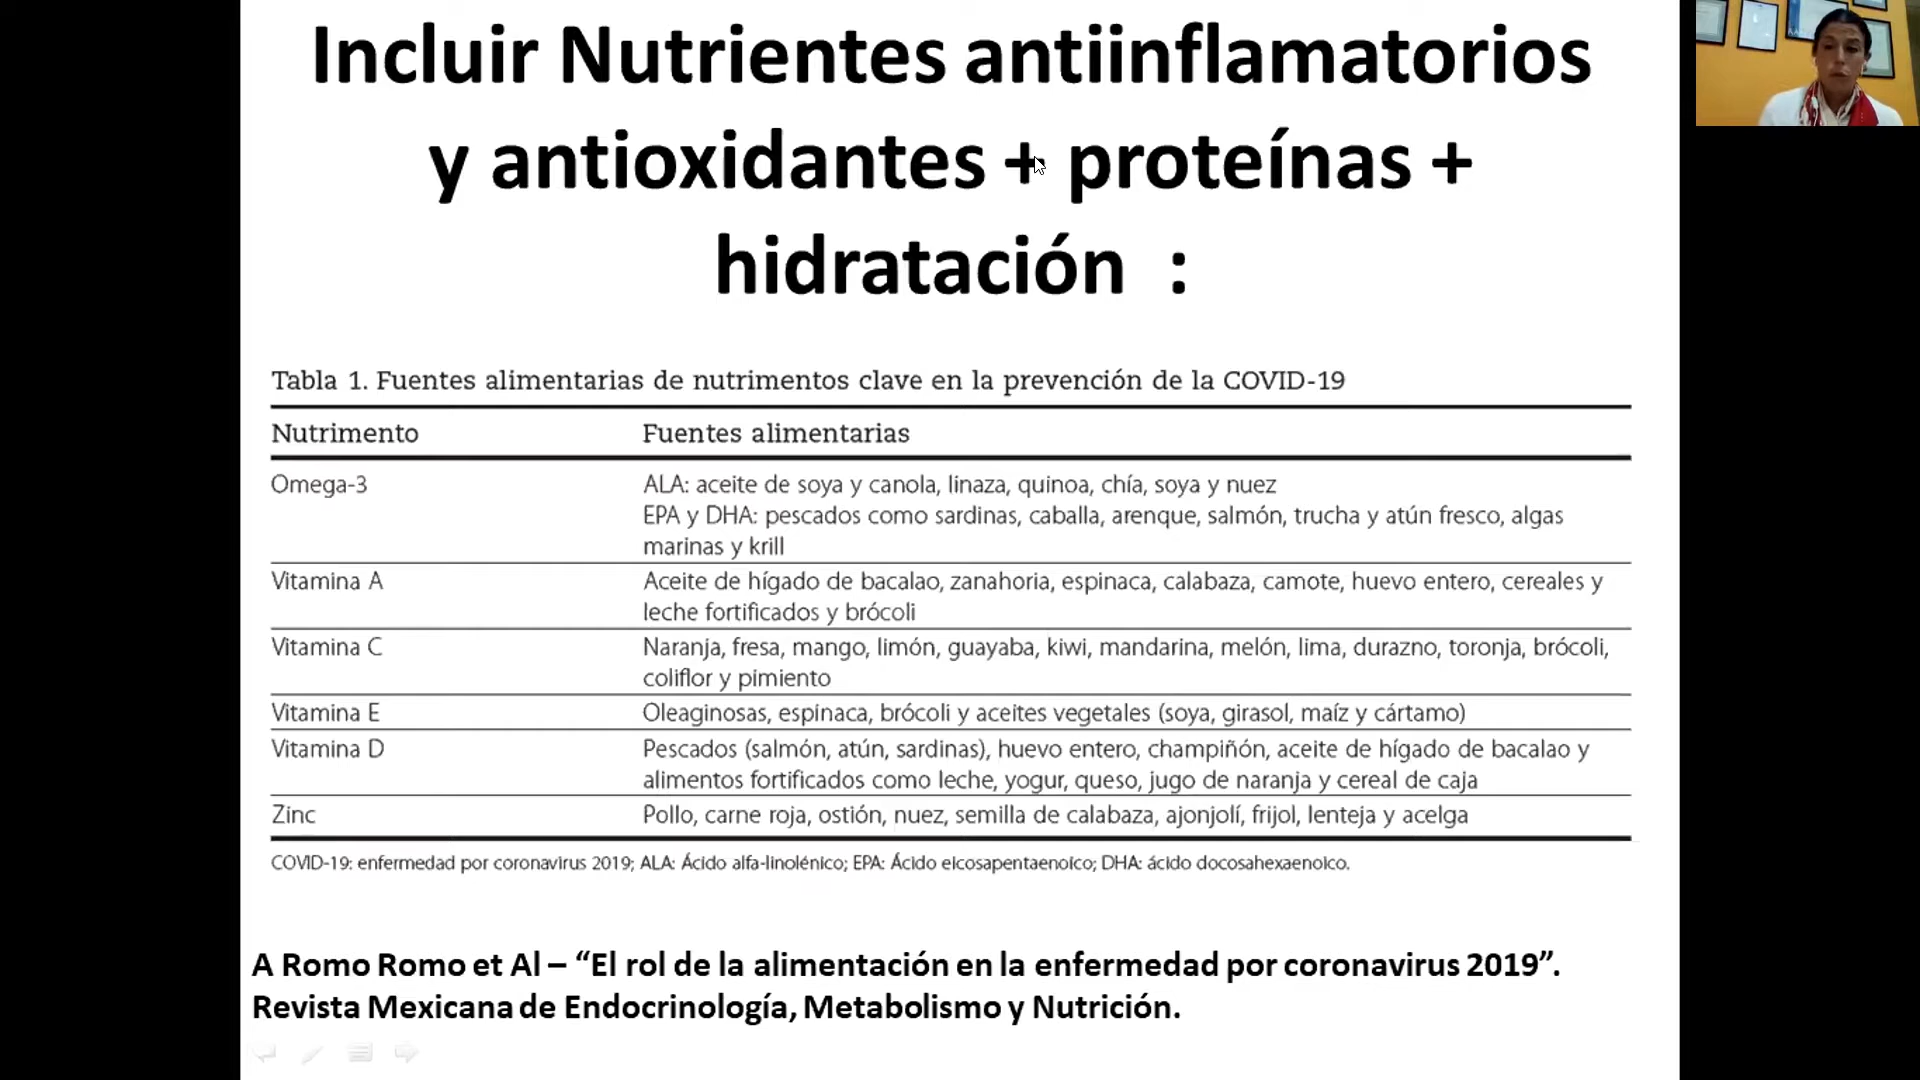 Incluir Nutrientes antiinflamatorios
y antioxidantes + proteínas +
hidratación :
Tabla 1. Fuentes alimentarias de nutrimentos clave en la prevención de la COVID-19
Nutrimento Fuentes alimentarias
Omega-3 ALA: aceite de soya y canola, linaza, quinoa, chía, soya y nuez
EPA y DHA: pescados como sardinas, caballa, arenque, salmón, trucha y atún fresco, algas
marinas y krill
Vitamina A Aceite de hígado de bacalao, zanahoria, espinaca, calabaza, camote, huevo entero, cereales y
leche fortificados y brócoli
Vitamina C Naranja, fresa, mango, limón, guayaba, kiwi, mandarina, melón, lima, durazno, toronja, brócoli,
coliflor y pimiento
Vitamina E Oleaginosas, espinaca, brócoli y aceites vegetales (soya, girasol, maíz y cártamo)
Vitamina D Pescados (salmón, atún, sardinas), huevo entero, champiñón, aceite de hígado de bacalao y
alimentos fortificados como leche, yogur, queso, jugo de naranja y cereal de caja
Zinc Pollo, carne roja, ostión, nuez, semilla de calabaza, ajonjolí, frijol, lenteja y acelga
COVID-19: enfermedad por coronavirus 2019; ALA: Ácido alfa-linolénico; EPA: Ácido eicosapentaenoico; DHA: ácido docosahexaenoico.
A Romo Romo et Al – “El rol de la alimentación en la enfermedad por coronavirus 2019”.
Revista Mexicana de Endocrinología, Metabolismo y Nutrición.